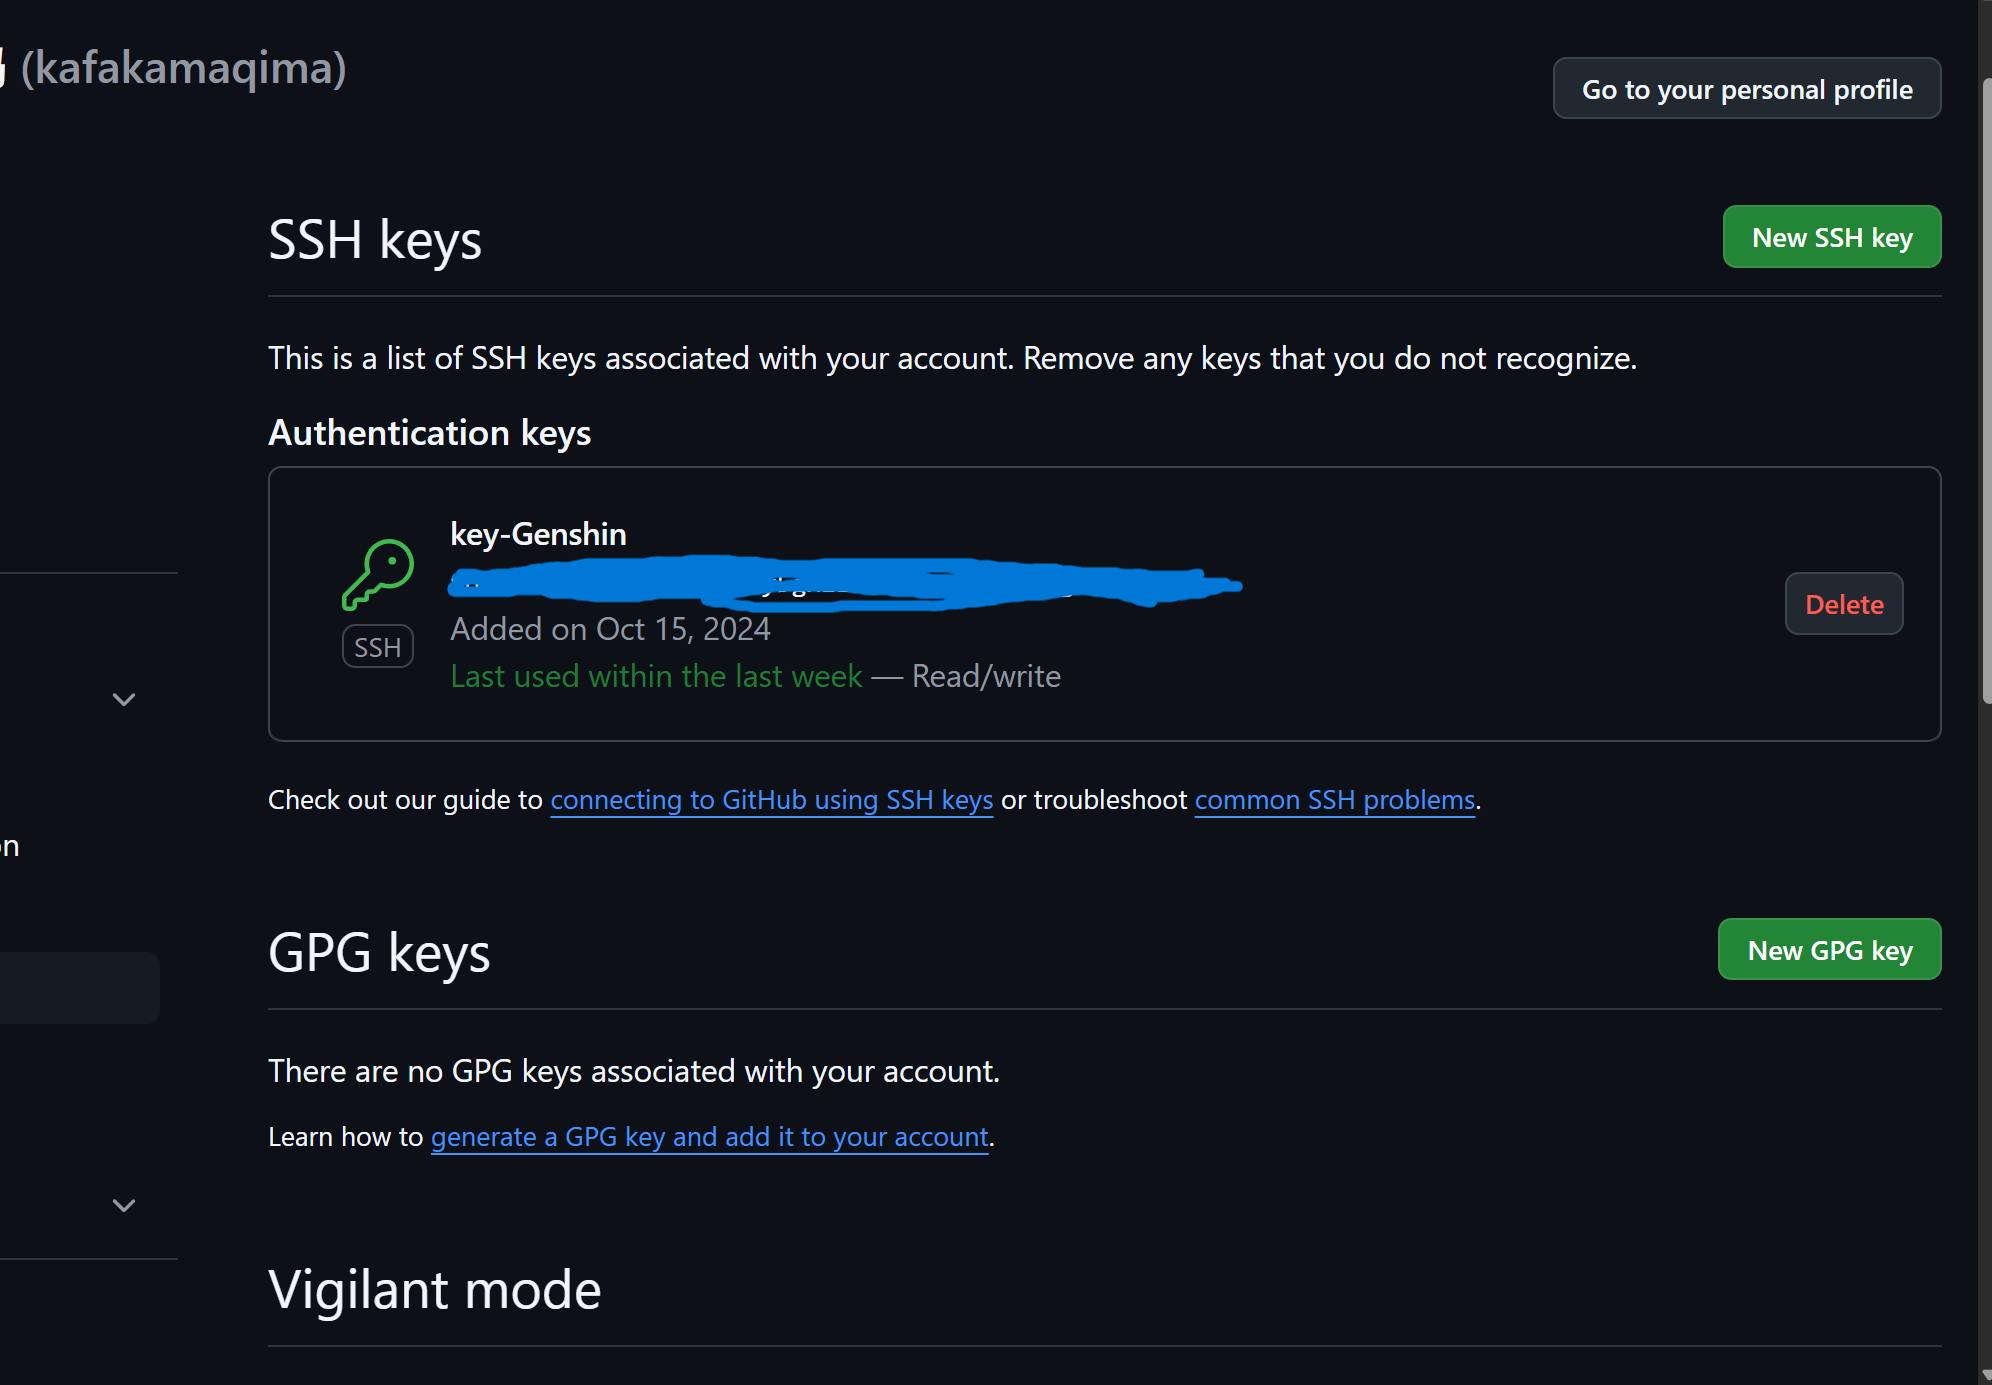 (kafakamaqima)
Go to your personal profile
SSH keys
New SSH key
This is a list of SSH keys associated with your account. Remove any keys that you do not recognize.
Authentication keys
key-Genshin
SSH
Added on Oct 15, 2024
Last used within the last week — Read/write
Delete
Check out our guide to connecting to GitHub using SSH keys or troubleshoot common SSH problems.
on
GPG keys
New GPG key
There are no GPG keys associated with your account.
Learn how to generate a GPG key and add it to your account.
Vigilant mode